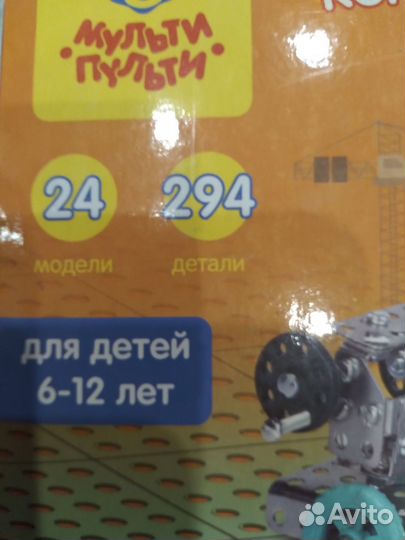 МУЛЬТИ
ПУЛЬТИ
24
294
модели
детали
для детей
6-12 лет
Avito